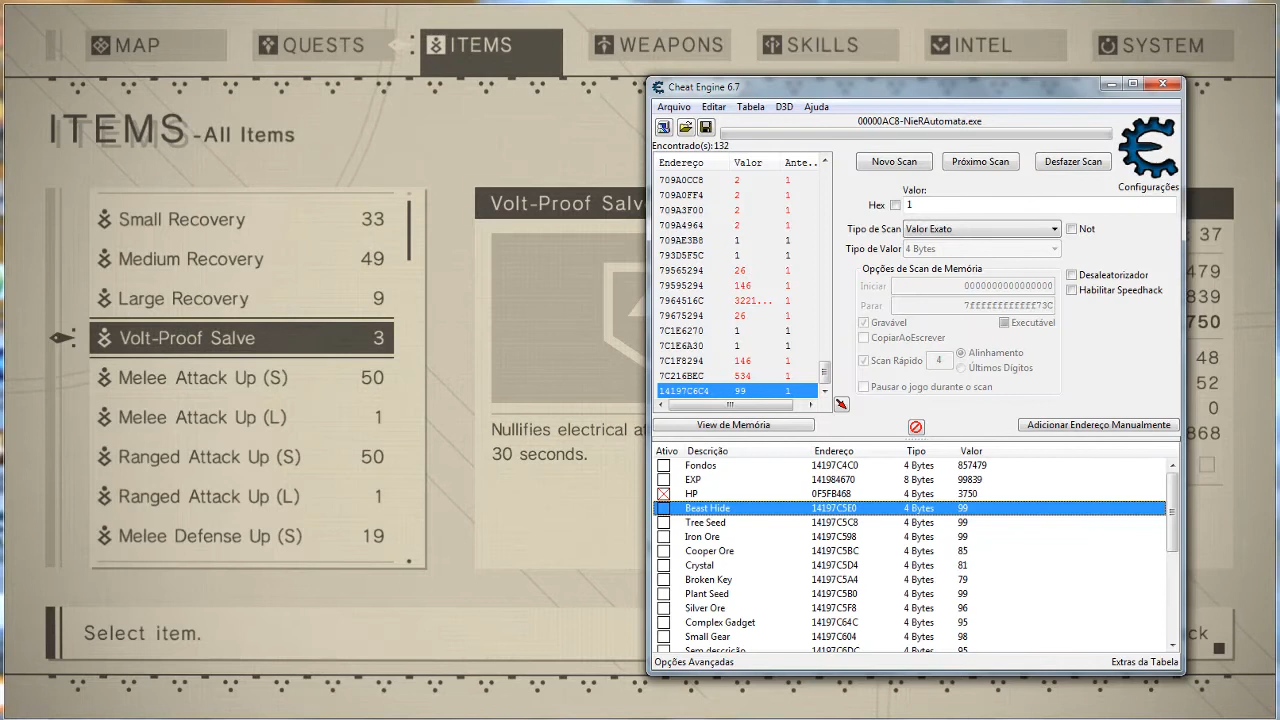 MAP
QUESTS
ITEMS
WEAPONS
SKILLS
INTEL
SYSTEM
ITEMS -All Items
Small Recovery 33
Medium Recovery 49
Large Recovery 9
Volt-Proof Salve 3
Melee Attack Up (S) 50
Melee Attack Up (L) 1
Ranged Attack Up (S) 50
Ranged Attack Up (L) 1
Melee Defense Up (S) 19
Volt-Proof
Nullifies electrical
30 seconds.
Select item.
: 37
479
839
750
48
52
0
868
Cheat Engine 6.7
Arquivo Editar Tabela D3D Ajuda
00000AC8-NieRAutomata.exe
Encontrado(s):132
Endereço Valor Ante..
709A0CC8 2 1
709A0FF4 2 1
709A3F00 2 1
709A4964 2 1
709AE3B8 1 1
793D5F5C 1 1
79565294 26 1
79595294 146 1
7964516C 3221... 1
79675294 26 1
7C1E6270 1 1
7C1E6A30 1 1
7C1F8294 146 1
7C216BEC 534 1
14197C6C4 99 1
Novo Scan Próximo Scan Desfazer Scan
Configurações
Valor:
Hex 1
Tipo de Scan Valor Exato Not
Tipo de Valor 4 Bytes
Opções de Scan de Memória
Iniciar 0000000000000000
Parar 7fffffffffffff73C
Gravável Executável
CopiarAoEscrever
Scan Rápido 4 Alinhamento
Últimos Dígitos
Pausar o jogo durante o scan
Desaleatorizador
Habilitar Speedhack
View de Memória
Adicionar Endereço Manualmente
Ativo Descrição Endereço Tipo Valor
Fondos 14197C4C0 4 Bytes 857479
EXP 141984670 8 Bytes 99839
HP 0F5FB468 4 Bytes 3750
Beast Hide 14197C5E0 4 Bytes 99
Tree Seed 14197C5C8 4 Bytes 99
Iron Ore 14197C598 4 Bytes 99
Cooper Ore 14197C5BC 4 Bytes 85
Crystal 14197C5D4 4 Bytes 81
Broken Key 14197C5A4 4 Bytes 79
Plant Seed 14197C5B0 4 Bytes 99
Silver Ore 14197C5F8 4 Bytes 96
Complex Gadget 14197C64C 4 Bytes 95
Small Gear 14197C604 4 Bytes 98
Sem descrição 14197C6DC 4 Bytes 95
Opções Avançadas
Extras da Tabela